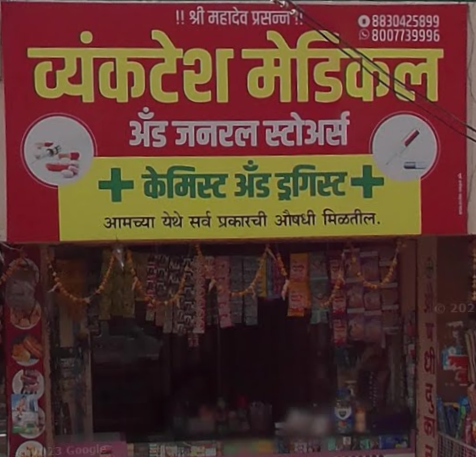 !! श्री महादेव प्रसन्न !!
8830425899
8007739996
व्यंकटेश मेडिकल
अँड जनरल स्टोअर्स
केमिस्ट अँड ड्रगिस्ट
आमच्या येथे सर्व प्रकारची औषधी मिळतील.